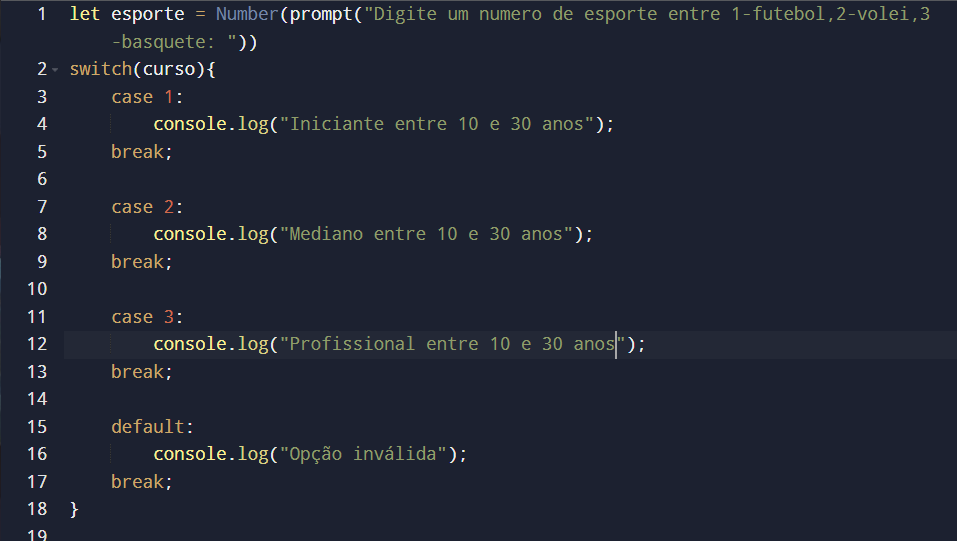 1 let esporte = Number(prompt("Digite um numero de esporte entre 1-futebol,2-volei,3
-basquete: "))
2 switch(curso){
3 case 1:
4 console.log("Iniciante entre 10 e 30 anos");
5 break;
6
7 case 2:
8 console.log("Mediano entre 10 e 30 anos");
9 break;
10
11 case 3:
12 console.log("Profissional entre 10 e 30 anos");
13 break;
14
15 default:
16 console.log("Opção inválida");
17 break;
18 }
19